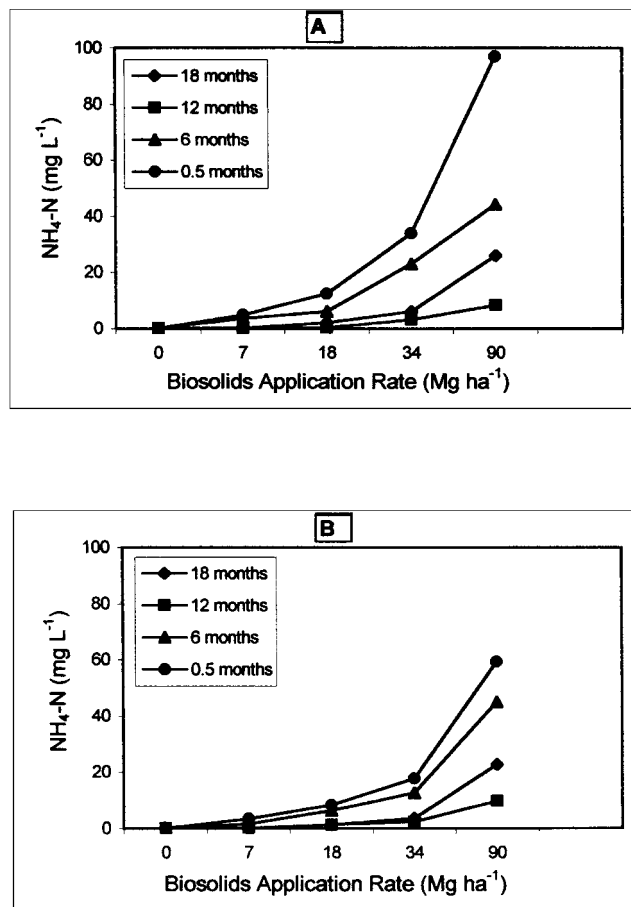 A
100
80
60
40
20
0
NH₄-N (mg L⁻¹)
18 months
12 months
6 months
0.5 months
0 7 18 34 90
Biosolids Application Rate (Mg ha⁻¹)
B
100
80
60
40
20
0
NH₄-N (mg L⁻¹)
18 months
12 months
6 months
0.5 months
0 7 18 34 90
Biosolids Application Rate (Mg ha⁻¹)